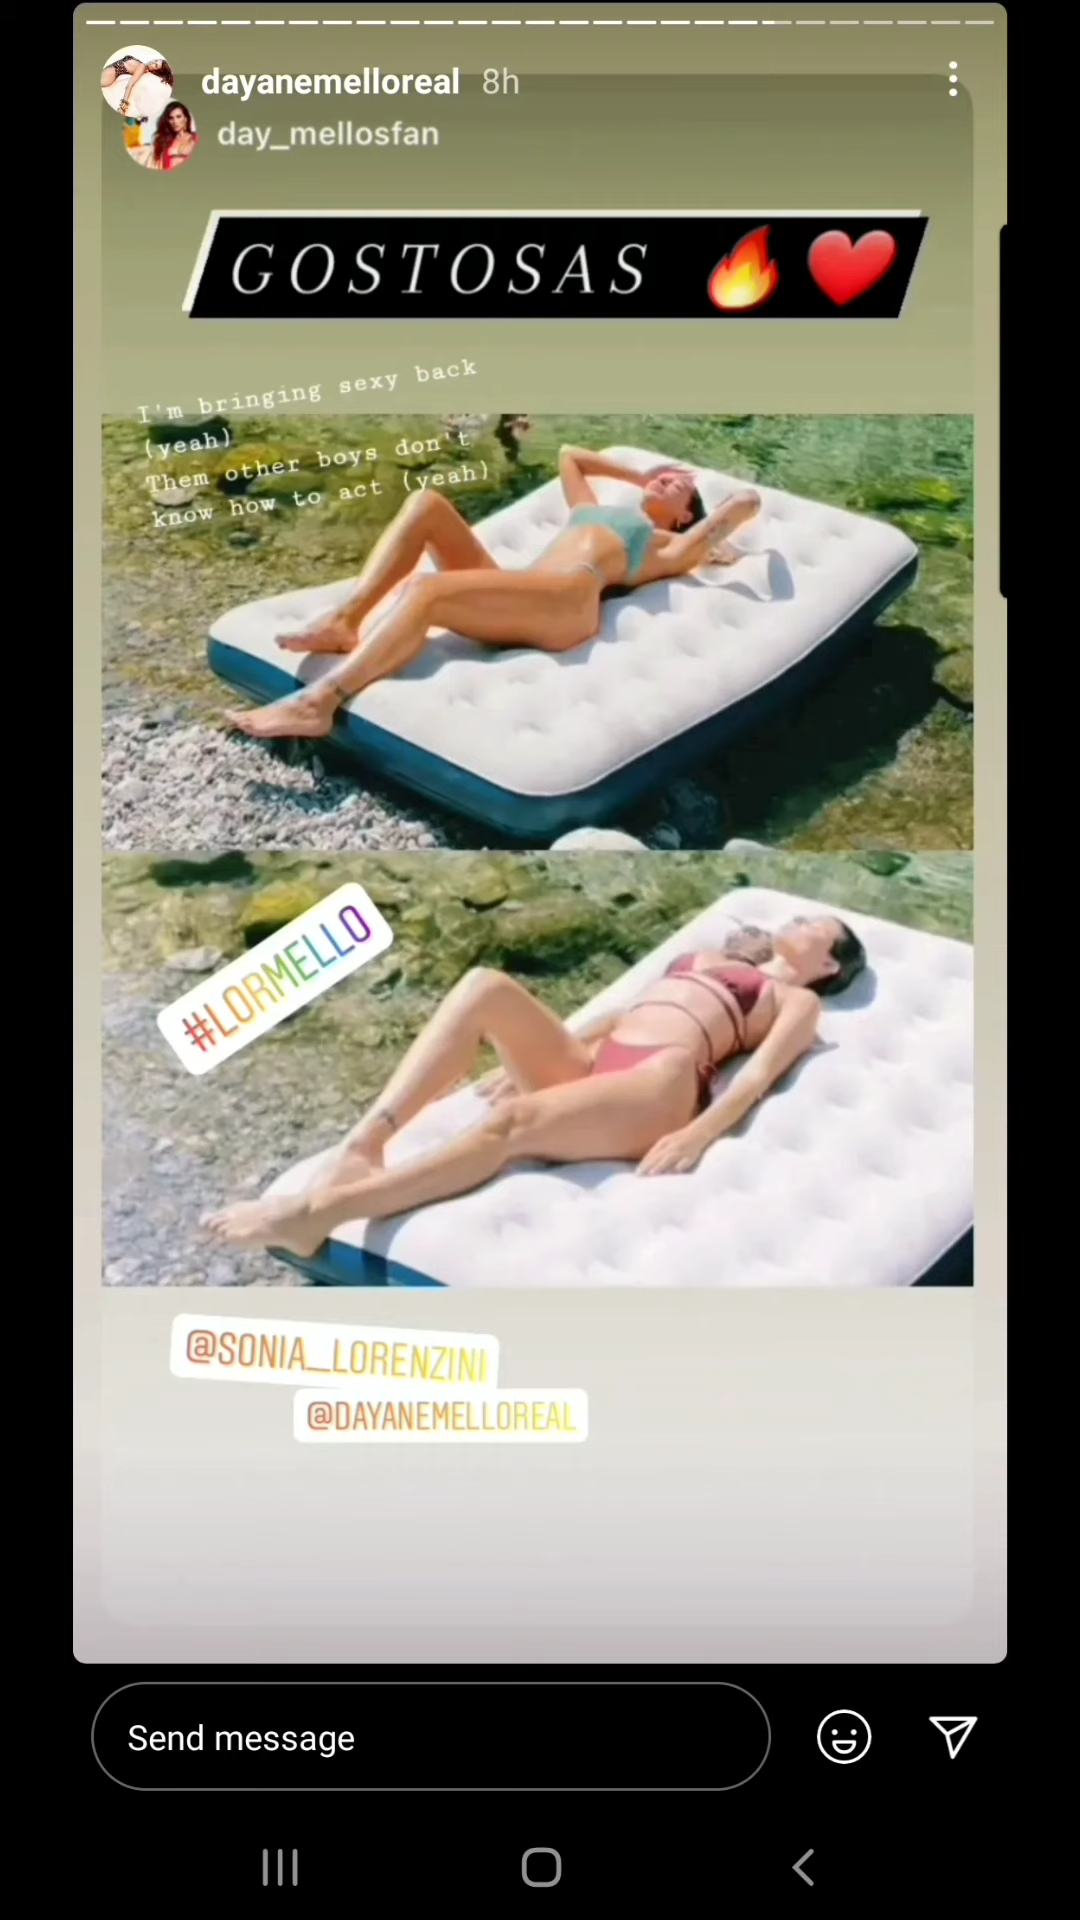 dayanemelloreal 8h
day_mellosfan
GOSTOSAS 🔥❤️
I'm bringing sexy back
(yeah)
Them other boys don't
know how to act (yeah)
#LORMELLO
@SONIA_LORENZINI
@DAYANEMELLOREAL
Send message